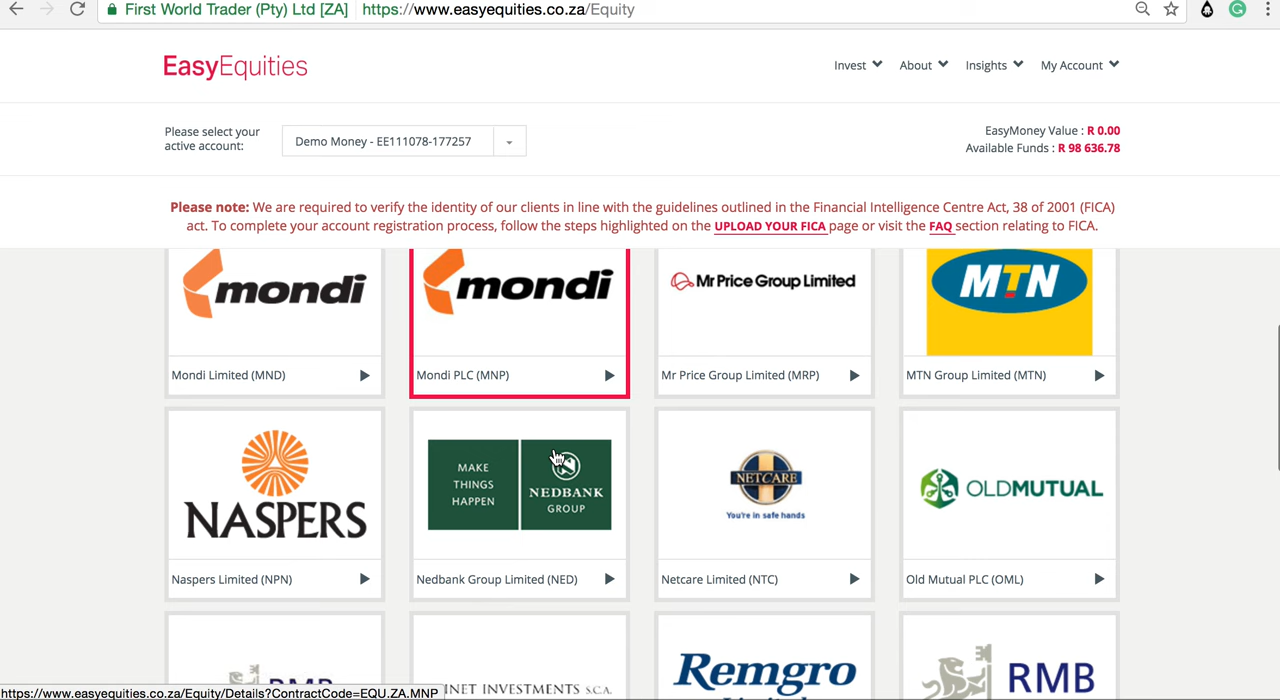 First World Trader (Pty) Ltd [ZA] https://www.easyequities.co.za/Equity
EasyEquities
Invest About Insights My Account
Please select your
active account:
Demo Money - EE111078-177257
EasyMoney Value : R 0.00
Available Funds : R 98 636.78
Please note: We are required to verify the identity of our clients in line with the guidelines outlined in the Financial Intelligence Centre Act, 38 of 2001 (FICA)
act. To complete your account registration process, follow the steps highlighted on the UPLOAD YOUR FICA page or visit the FAQ section relating to FICA.
mondi
mondi
Mr Price Group Limited
MTN
Mondi Limited (MND)
Mondi PLC (MNP)
Mr Price Group Limited (MRP)
MTN Group Limited (MTN)
NASPERS
MAKE
THINGS
HAPPEN
NEDBANK
GROUP
NETCARE
You're in safe hands
OLDMUTUAL
Naspers Limited (NPN)
Nedbank Group Limited (NED)
Netcare Limited (NTC)
Old Mutual PLC (OML)
RMB
INET INVESTMENTS S.C.A.
Remgro
Limited
RMB
https://www.easyequities.co.za/Equity/Details?ContractCode=EQU.ZA.MNP